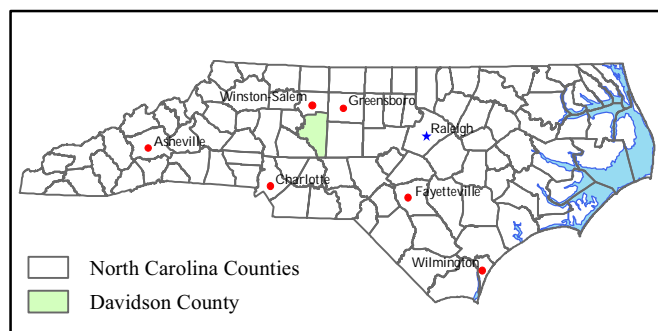 Winston-Salem
Greensboro
Raleigh
Asheville
Charlotte
Fayetteville
Wilmington
North Carolina Counties
Davidson County